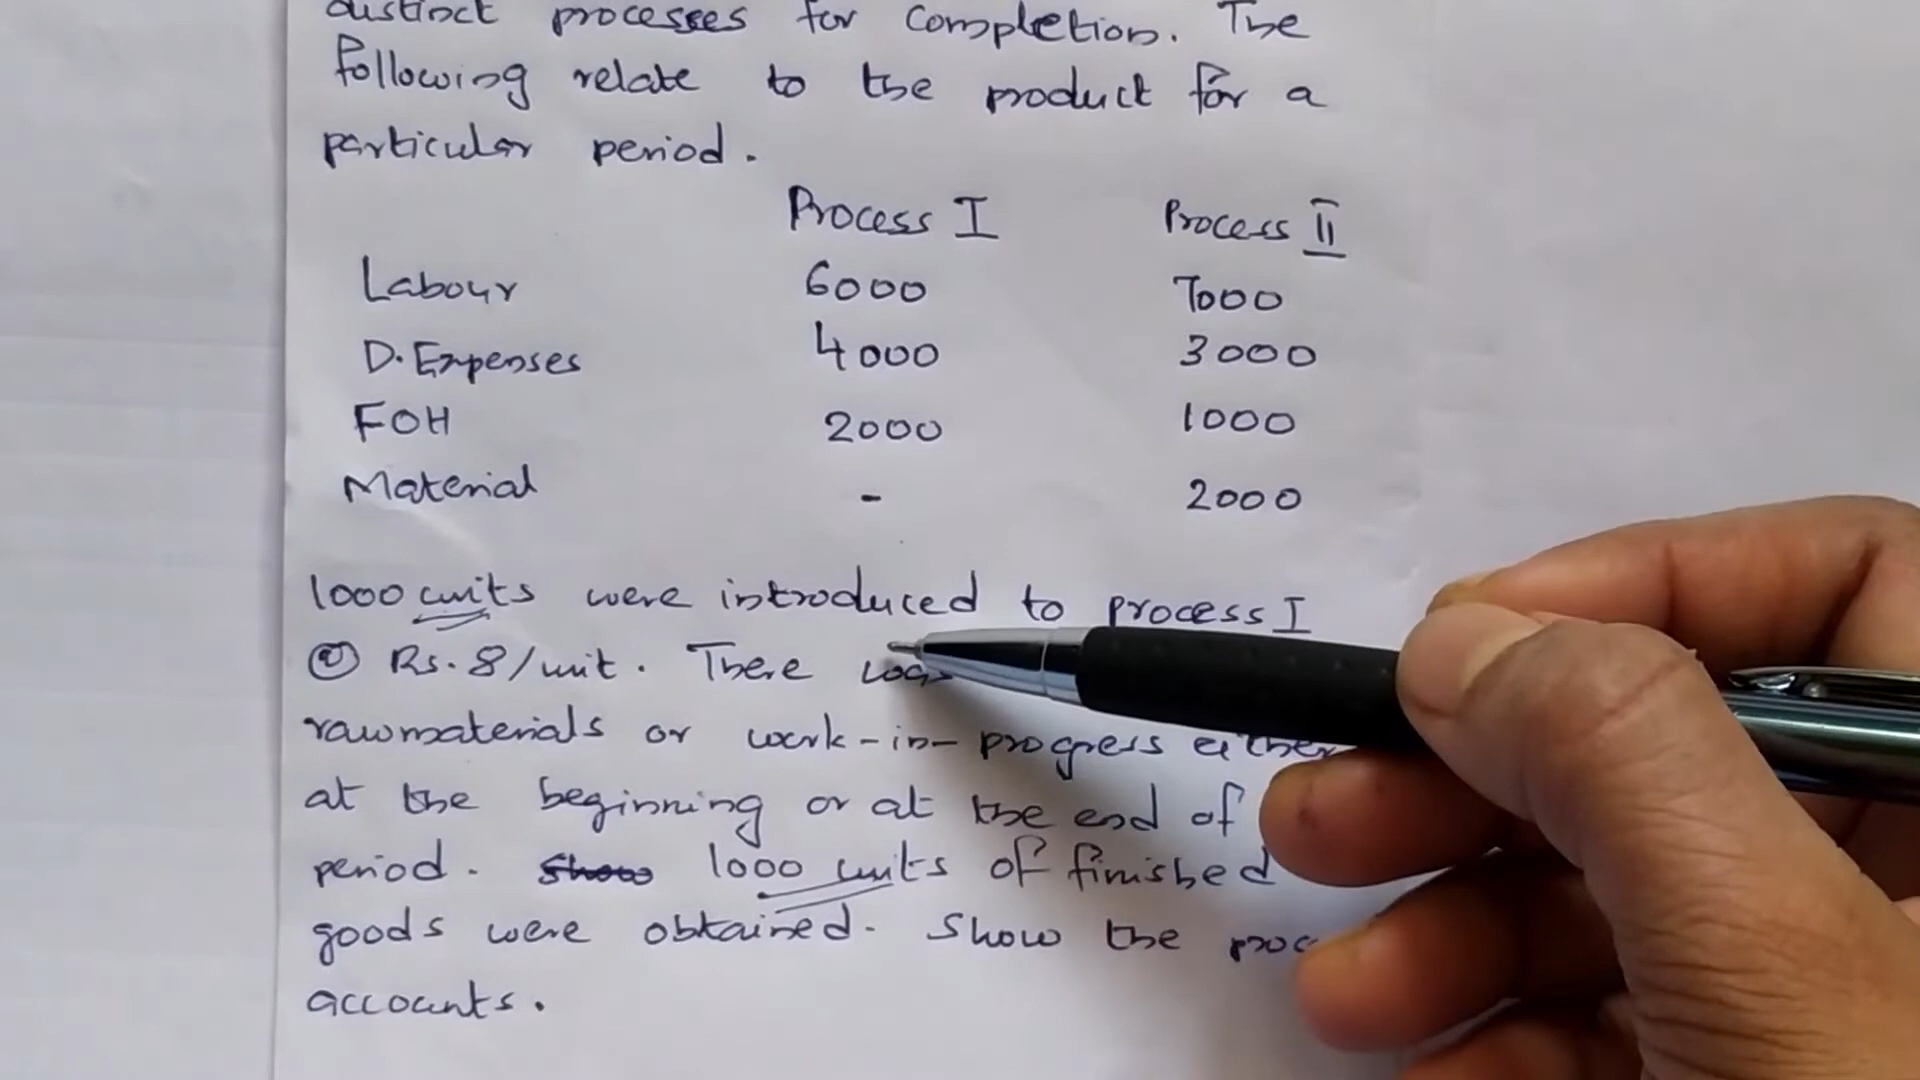 distinct processes for completion. The
following relate to the product for a
particular period.
Process I Process II
Labour 6000 7000
D. Expenses 4000 3000
FOH 2000 1000
Material - 2000
1000 units were introduced to process I
@ Rs. 8/unit. There was
rawmaterials or work-in-progress either
at the beginning or at the end of
period. Show 1000 units of finished
goods were obtained. Show the
accounts.